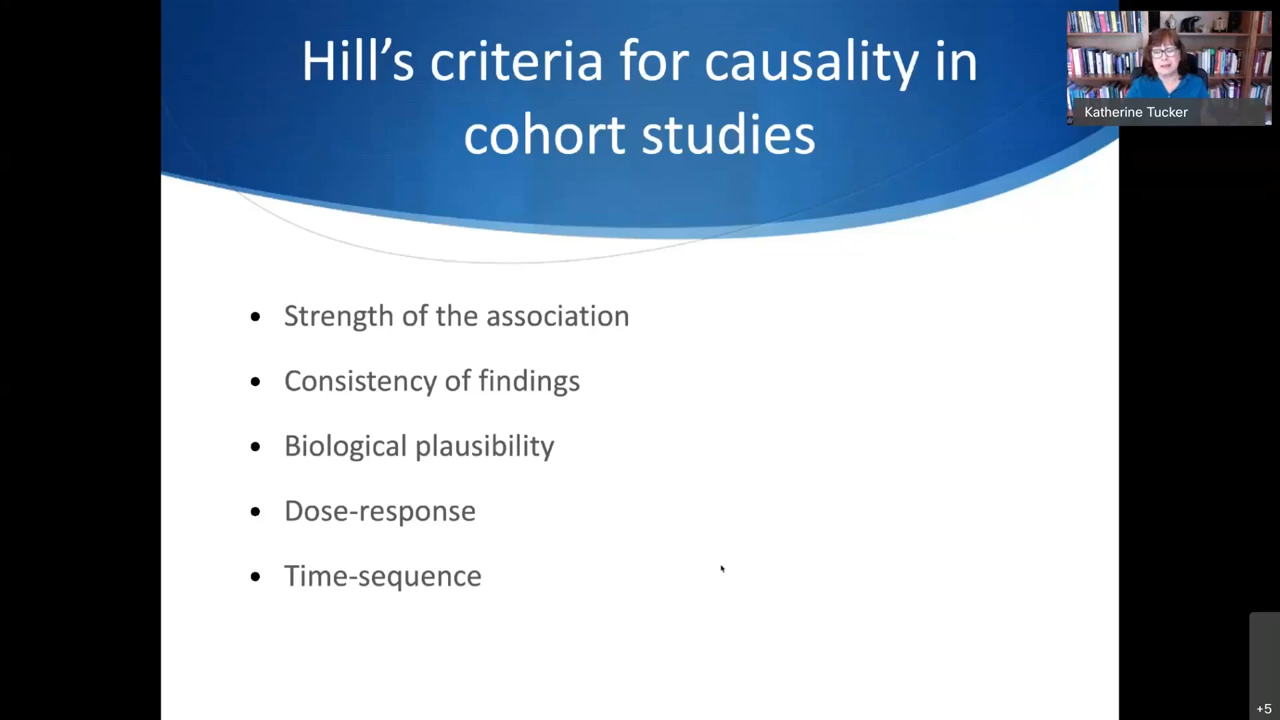 Hill's criteria for causality in
cohort studies
Katherine Tucker
• Strength of the association
• Consistency of findings
• Biological plausibility
• Dose-response
• Time-sequence
+5